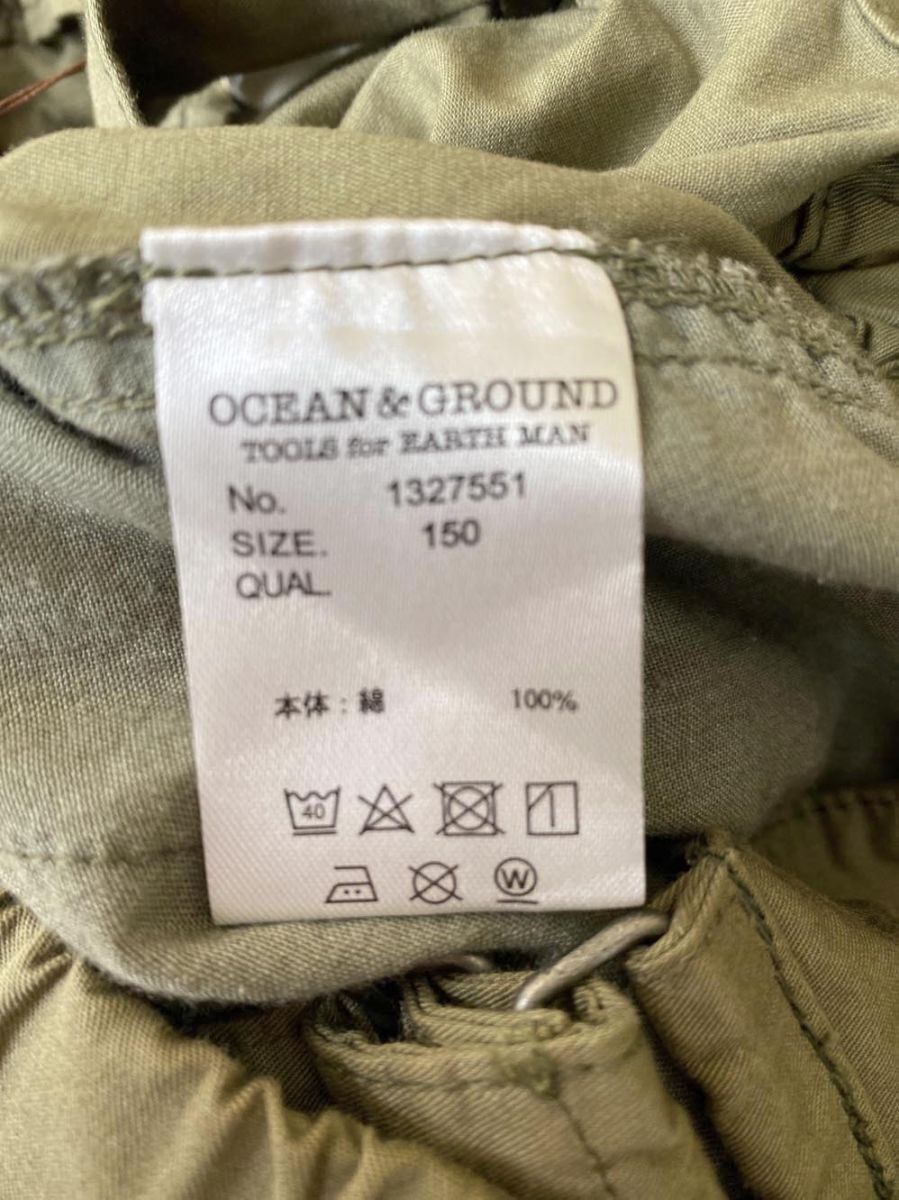 OCEAN & GROUND
TOOLS for EARTH MAN
No. 1327551
SIZE. 150
QUAL.
本体 : 綿 100%
40
W